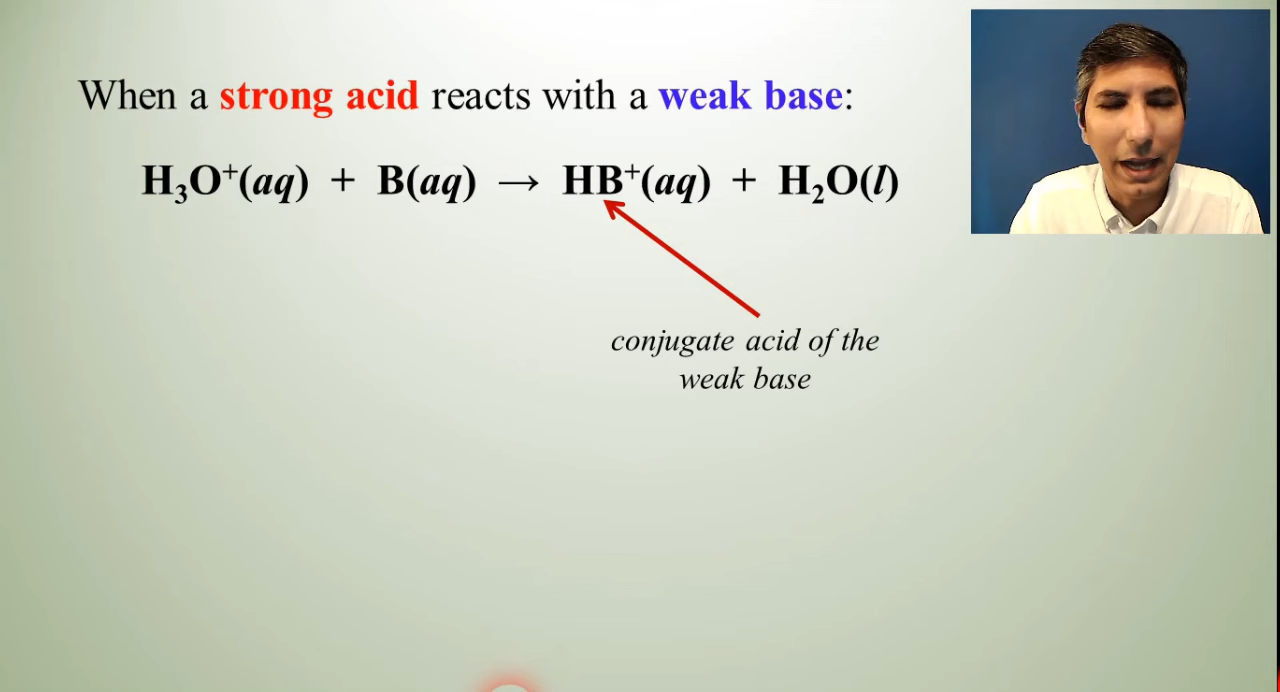 When a strong acid reacts with a weak base:
H₃O⁺(aq) + B(aq) → HB⁺(aq) + H₂O(l)
conjugate acid of the
weak base